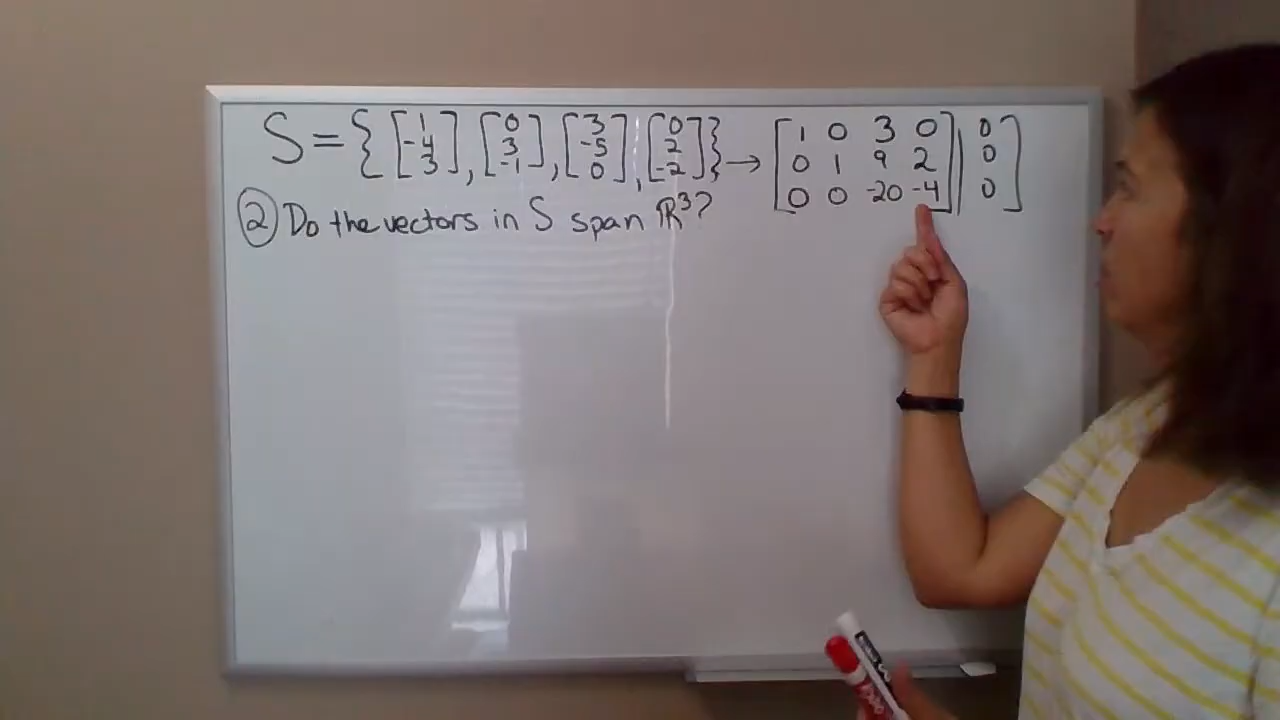 S = { [1 -4 3], [0 3 -1], [3 -5 0], [0 2 -2] } → [1 0 3 0 | 0
0 1 9 2 | 0
0 0 -20 -4 | 0]
② Do the vectors in S span ℝ³?